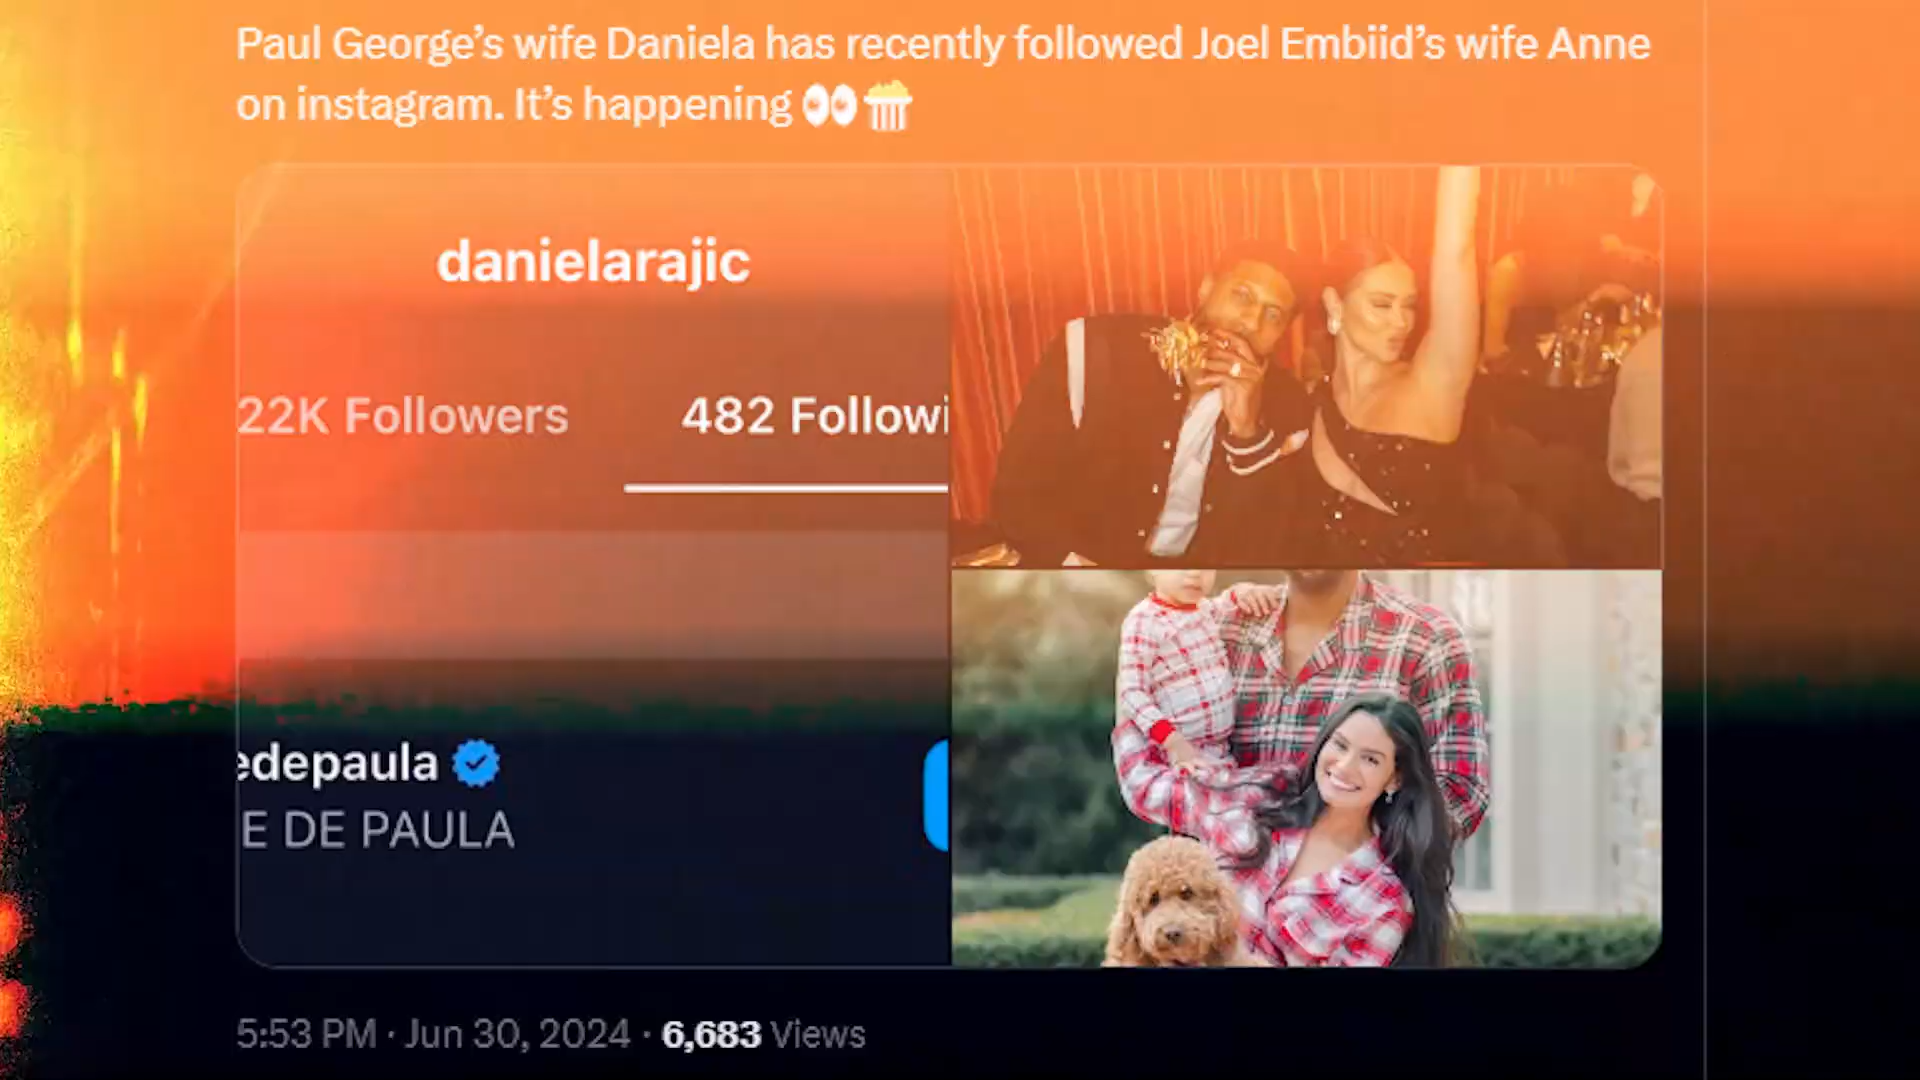 Paul George’s wife Daniela has recently followed Joel Embiid’s wife Anne
on instagram. It’s happening 👀🍿
danielarajic
22K Followers
482 Followi
edepaula
E DE PAULA
5:53 PM · Jun 30, 2024 · 6,683 Views